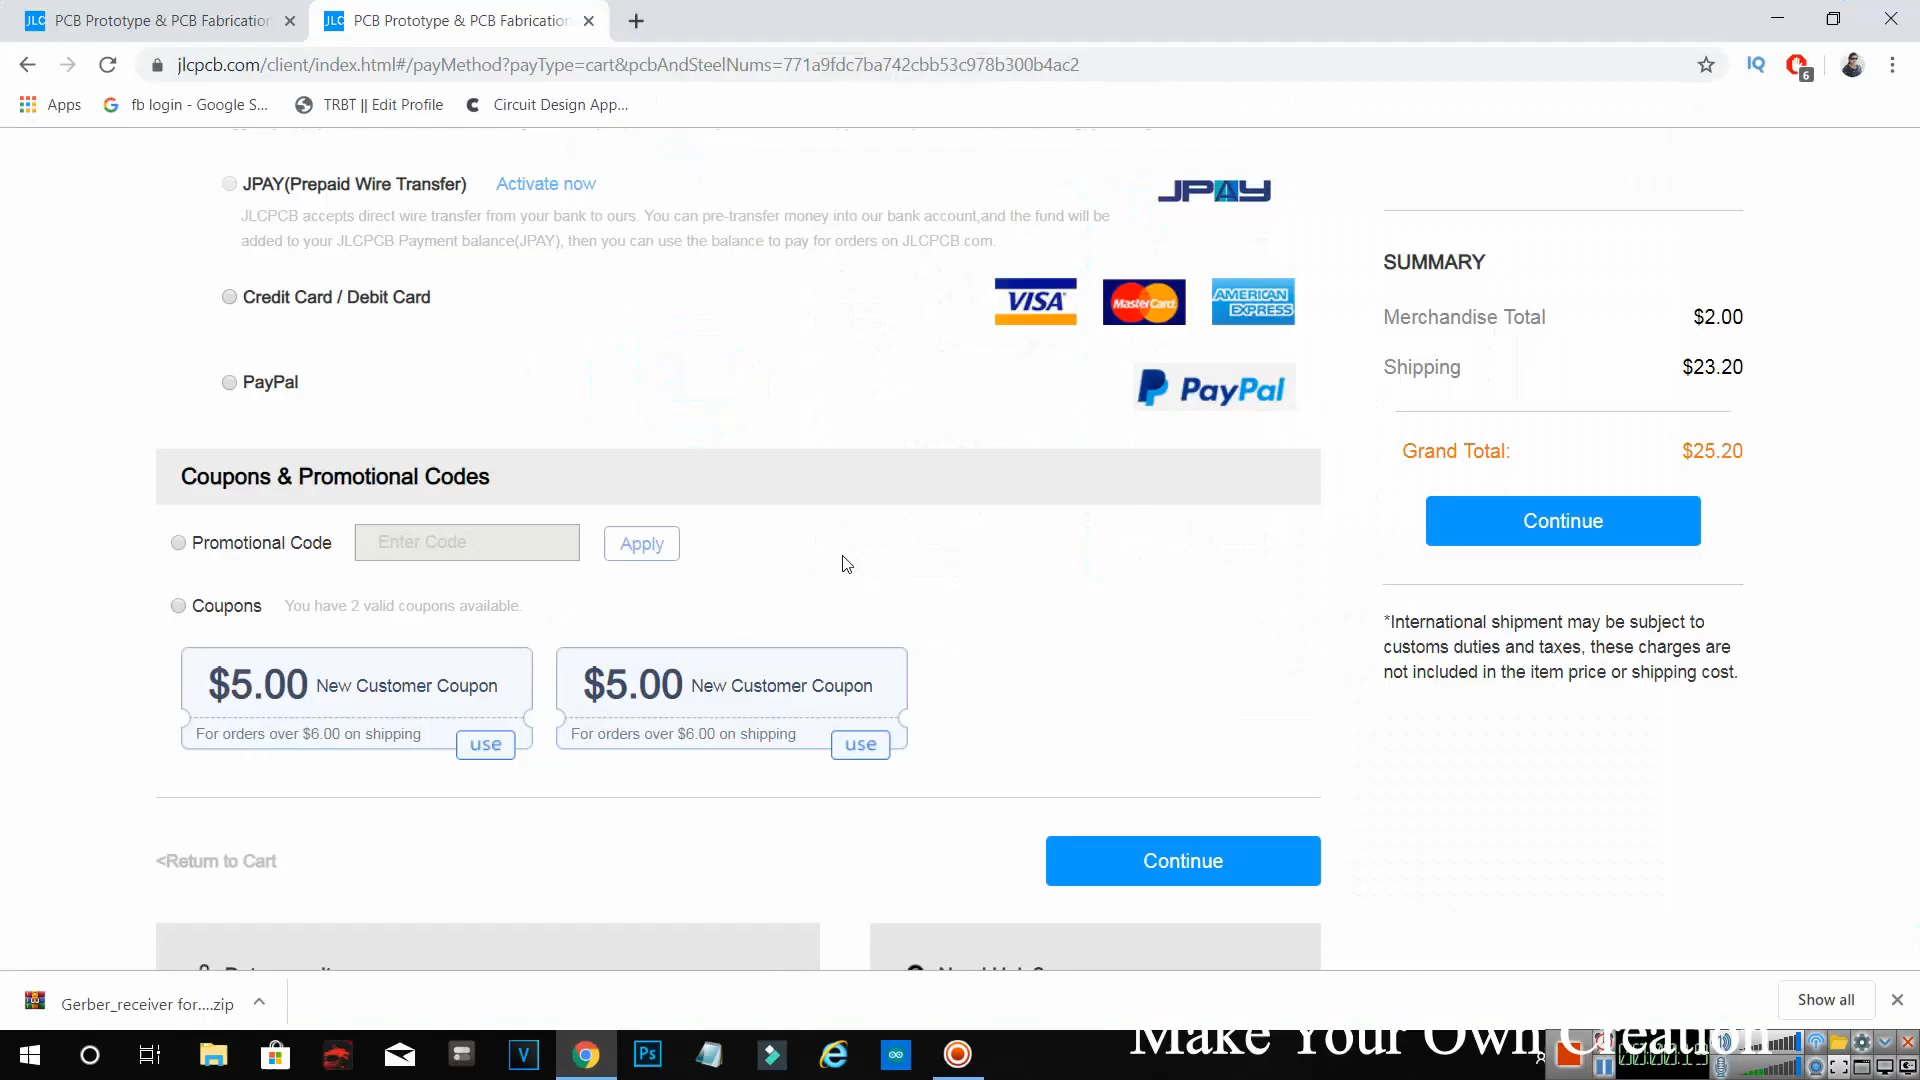 JLC PCB Prototype & PCB Fabrication
JLC PCB Prototype & PCB Fabrication
jlcpcb.com/client/index.html#/payMethod?payType=cart&pcbAndSteelNums=771a9fdc7ba742cbb53c978b300b4ac2
IQ
6
Apps
fb login - Google S...
TRBT || Edit Profile
Circuit Design App...
JPAY(Prepaid Wire Transfer) Activate now
JPAY
JLCPCB accepts direct wire transfer from your bank to ours. You can pre-transfer money into our bank account,and the fund will be
added to your JLCPCB Payment balance(JPAY), then you can use the balance to pay for orders on JLCPCB.com.
Credit Card / Debit Card
VISA
MasterCard
AMERICAN EXPRESS
PayPal
PayPal
Coupons & Promotional Codes
Promotional Code Enter Code Apply
Coupons You have 2 valid coupons available.
$5.00 New Customer Coupon
For orders over $6.00 on shipping
use
$5.00 New Customer Coupon
For orders over $6.00 on shipping
use
<Return to Cart
Continue
SUMMARY
Merchandise Total $2.00
Shipping $23.20
Grand Total: $25.20
Continue
*International shipment may be subject to
customs duties and taxes, these charges are
not included in the item price or shipping cost.
Gerber_receiver for....zip
Show all
Make Your Own Creation
V
Ps